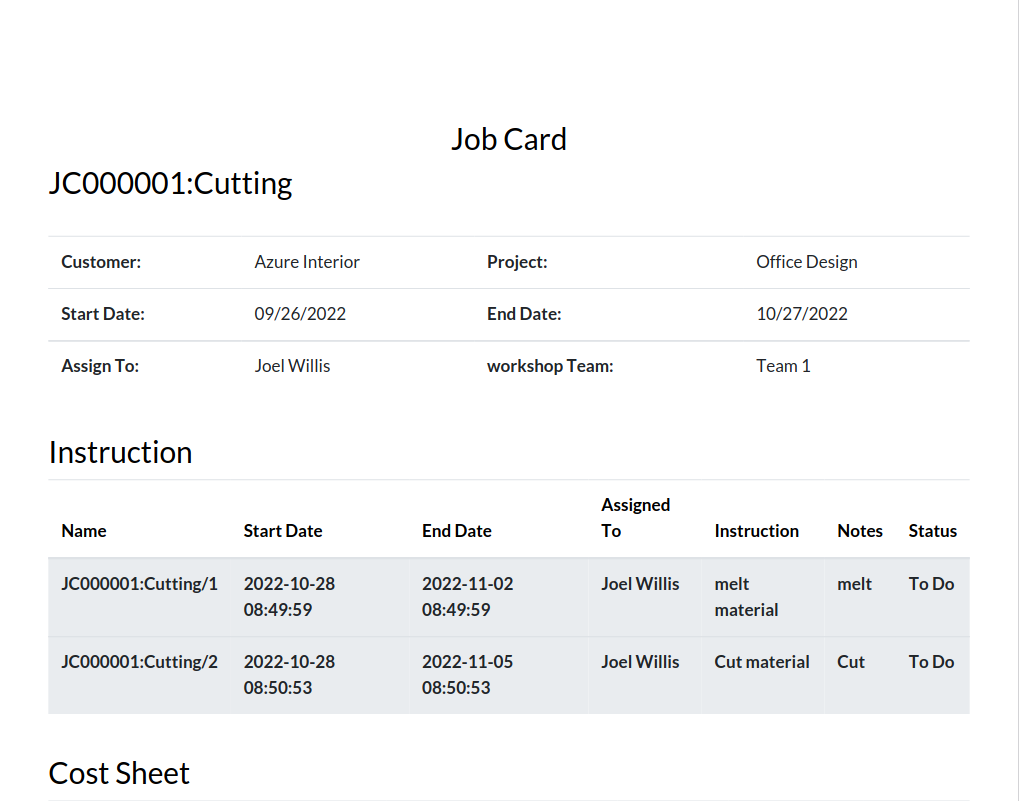 Job Card
JC000001:Cutting
Customer: Azure Interior Project: Office Design
Start Date: 09/26/2022 End Date: 10/27/2022
Assign To: Joel Willis workshop Team: Team 1
Instruction
Assigned
Name Start Date End Date To Instruction Notes Status
JC000001:Cutting/1 2022-10-28 2022-11-02 Joel Willis melt melt To Do
08:49:59 08:49:59 material
JC000001:Cutting/2 2022-10-28 2022-11-05 Joel Willis Cut material Cut To Do
08:50:53 08:50:53
Cost Sheet